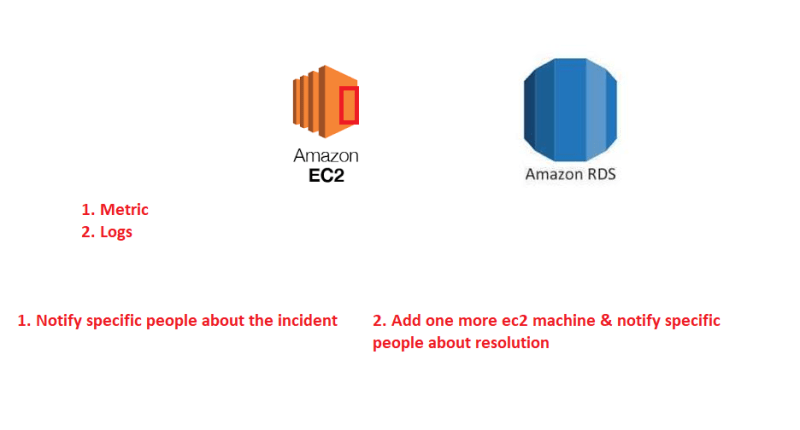 Amazon
EC2
Amazon RDS
1. Metric
2. Logs
1. Notify specific people about the incident
2. Add one more ec2 machine & notify specific
people about resolution